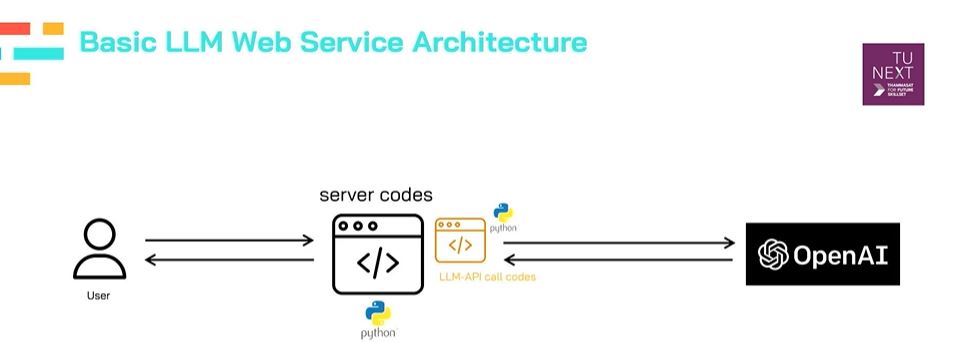 Basic LLM Web Service Architecture
TU
NEXT
THAMMASAT
FOR FUTURE
SKILLSET
server codes
python
LLM-API call codes
OpenAI
User
python